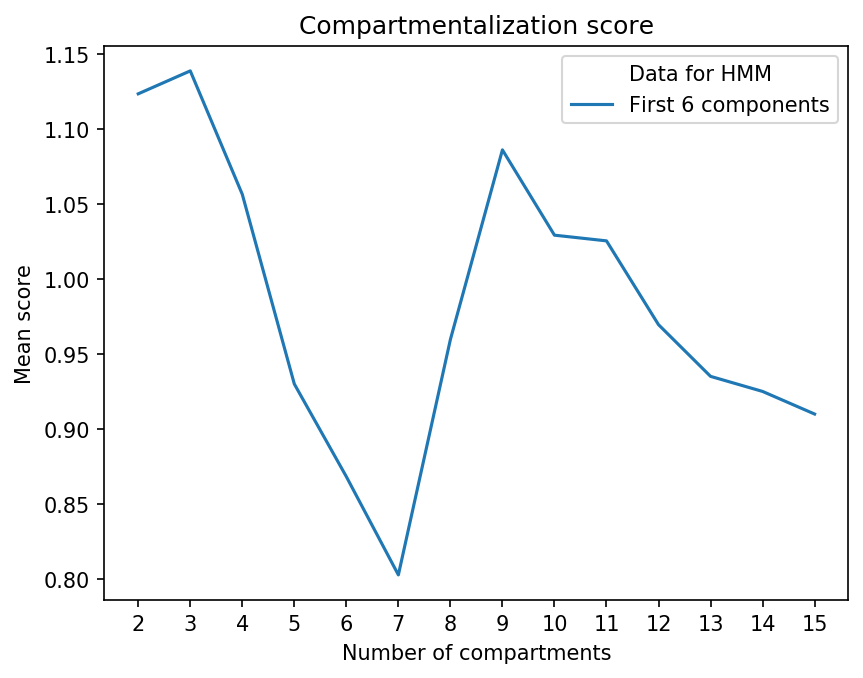 Compartmentalization score
Data for HMM
First 6 components
Mean score
1.15
1.10
1.05
1.00
0.95
0.90
0.85
0.80
2 3 4 5 6 7 8 9 10 11 12 13 14 15
Number of compartments